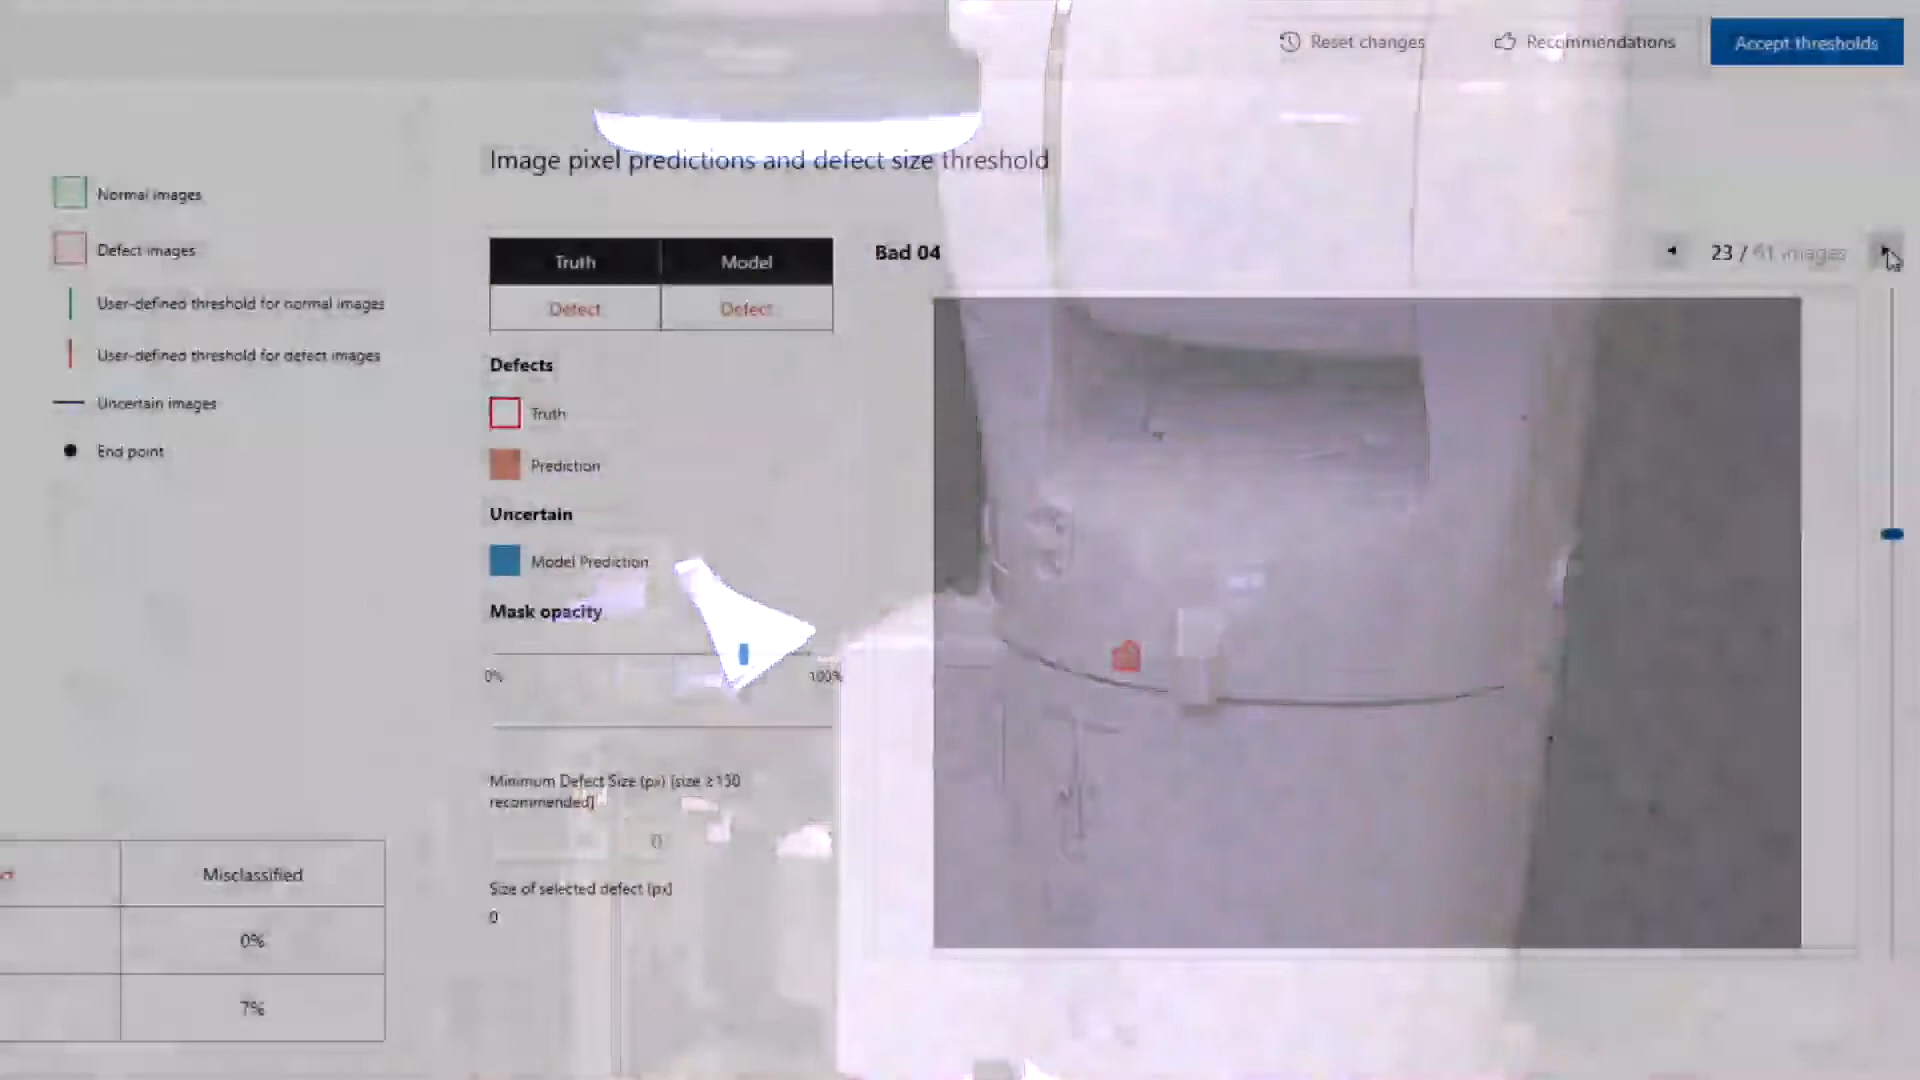 Reset changes
Recommendations
Accept thresholds
Image pixel predictions and defect size threshold
Normal images
Defect images
User-defined threshold for normal images
User-defined threshold for defect images
Uncertain images
End point
Truth Model
Defect Defect
Bad 04
23 / 61 images
Defects
Truth
Prediction
Uncertain
Model Prediction
Mask opacity
0% 100%
Minimum Defect Size (px) [size ≥150
recommended]
0
Size of selected defect (px)
0
Misclassified
0%
7%